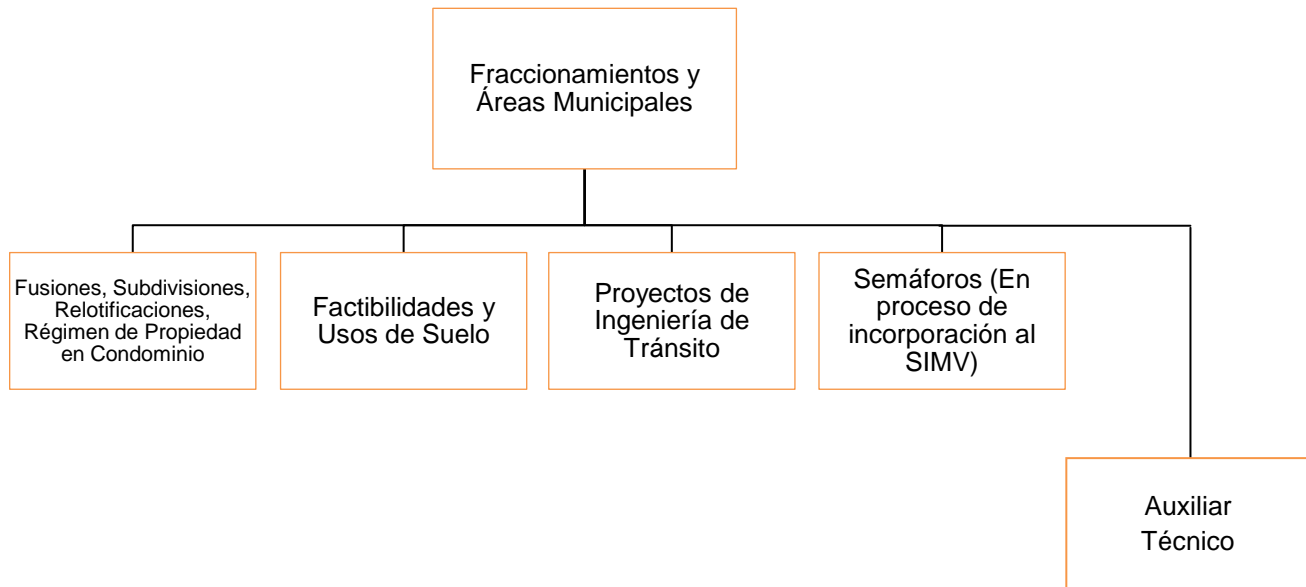 Fraccionamientos y
Áreas Municipales
Fusiones, Subdivisiones,
Relotificaciones,
Régimen de Propiedad
en Condominio
Factibilidades y
Usos de Suelo
Proyectos de
Ingeniería de
Tránsito
Semáforos (En
proceso de
incorporación al
SIMV)
Auxiliar
Técnico